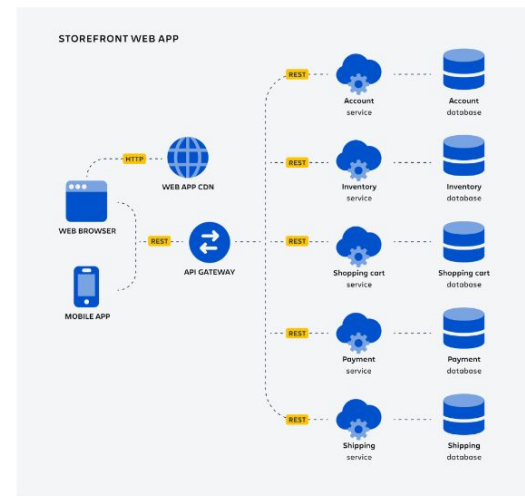 STOREFRONT WEB APP
REST
Account
service
Account
database
HTTP
WEB APP CDN
REST
Inventory
service
Inventory
database
WEB BROWSER
REST
API GATEWAY
REST
Shopping cart
service
Shopping cart
database
MOBILE APP
REST
Payment
service
Payment
database
REST
Shipping
service
Shipping
database